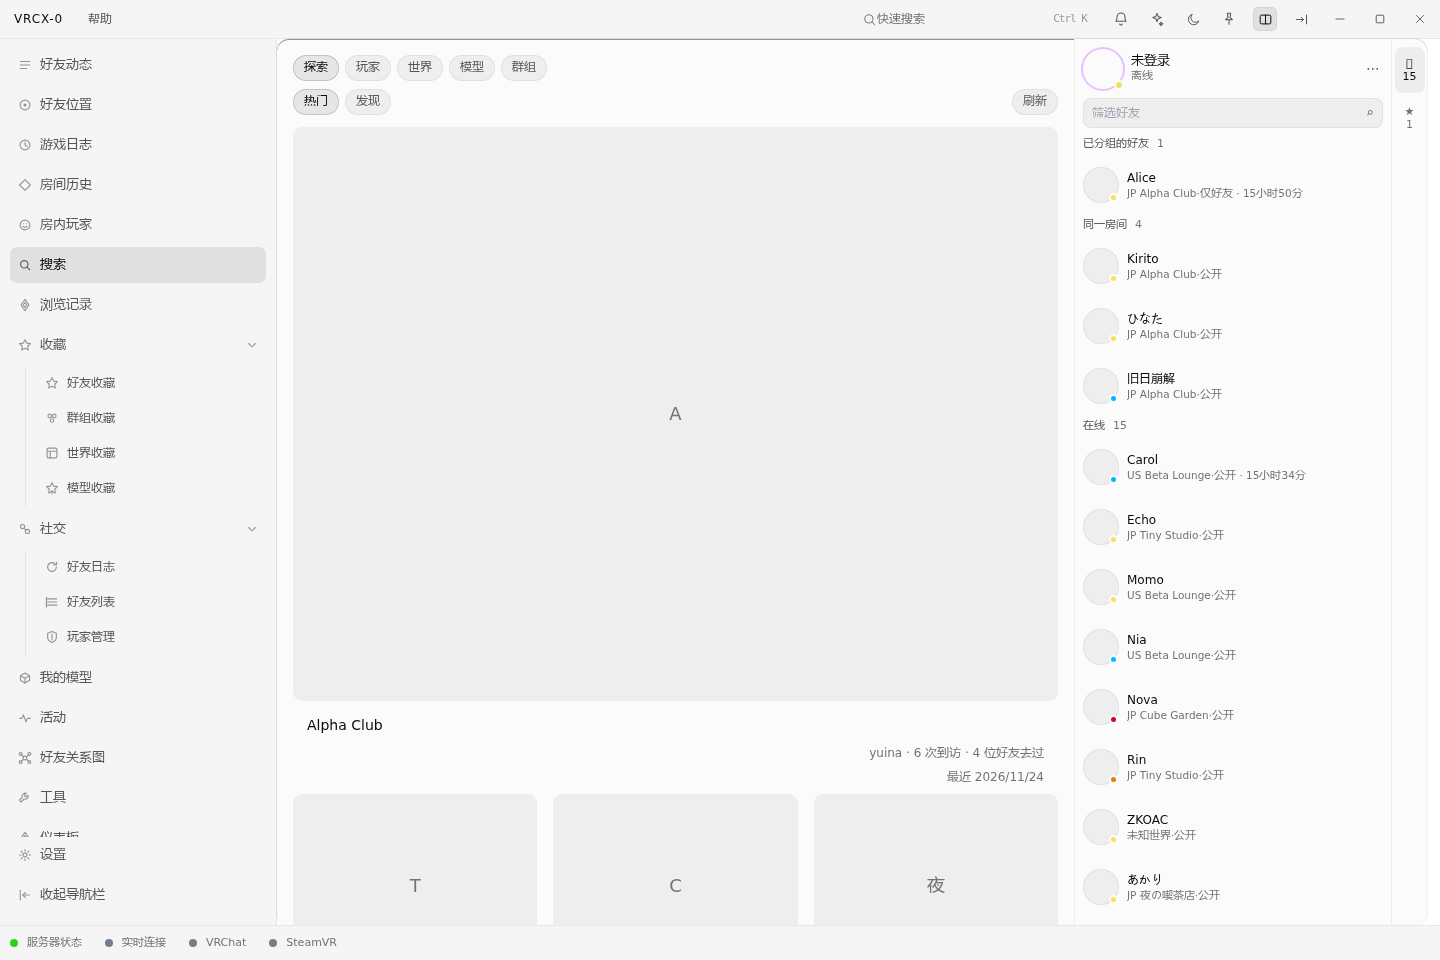 VRCX-0
帮助
快速搜索
Ctrl K
好友动态
好友位置
游戏日志
房间历史
房内玩家
搜索
浏览记录
收藏
好友收藏
群组收藏
世界收藏
模型收藏
社交
好友日志
好友列表
玩家管理
我的模型
活动
好友关系图
工具
仪表板
设置
收起导航栏
探索
玩家
世界
模型
群组
热门
发现
刷新
A
Alpha Club
yuina · 6 次到访 · 4 位好友去过
最近 2026/11/24
T
C
夜
未登录
离线
筛选好友
已分组的好友 1
Alice
JP Alpha Club·仅好友 · 15小时50分
同一房间 4
Kirito
JP Alpha Club·公开
ひなた
JP Alpha Club·公开
旧日崩解
JP Alpha Club·公开
在线 15
Carol
US Beta Lounge·公开 · 15小时34分
Echo
JP Tiny Studio·公开
Momo
US Beta Lounge·公开
Nia
US Beta Lounge·公开
Nova
JP Cube Garden·公开
Rin
JP Tiny Studio·公开
ZKOAC
未知世界·公开
あかり
JP 夜の喫茶店·公开
15
★
1
服务器状态
实时连接
VRChat
SteamVR